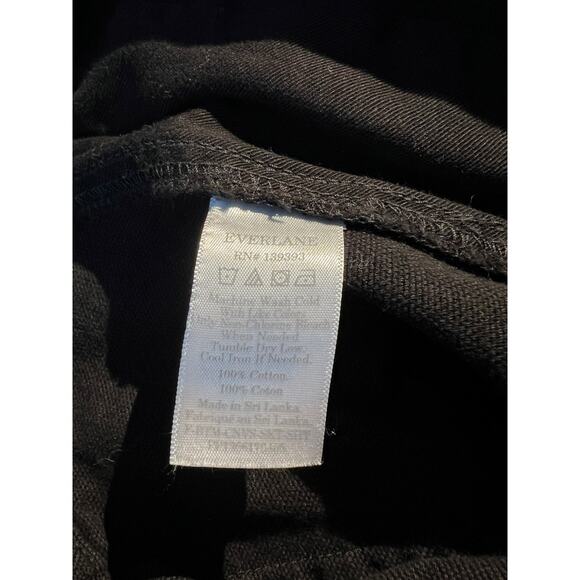 EVERLANE
RN# 139393
Machine Wash Cold
With Like Colors
Only Non-Chlorine Bleach
When Needed
Tumble Dry Low.
Cool Iron If Needed.
100% Cotton.
100% Coton
Made in Sri Lanka.
Fabriqué au Sri Lanka.